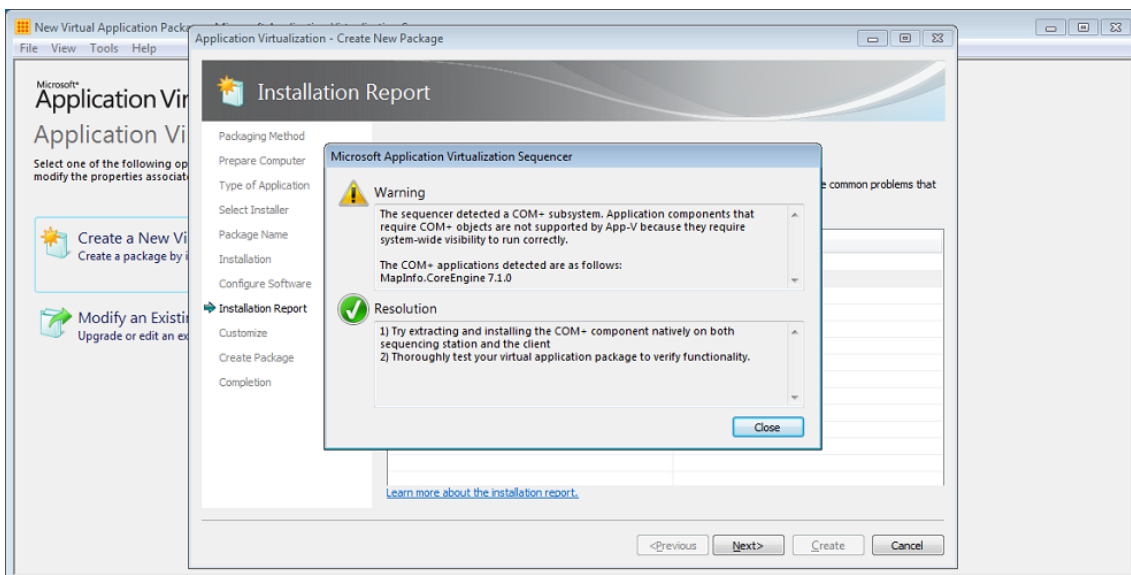 New Virtual Application Packa
File View Tools Help
Microsoft
Application Vir
Application Vi
Select one of the following op
modify the properties associat
Create a New Vi
Create a package by i
Modify an Existi
Upgrade or edit an ex
Application Virtualization - Create New Package
Installation Report
Packaging Method
Prepare Computer
Type of Application
Select Installer
Package Name
Installation
Configure Software
Installation Report
Customize
Create Package
Completion
e common problems that
Microsoft Application Virtualization Sequencer
Warning
The sequencer detected a COM+ subsystem. Application components that
require COM+ objects are not supported by App-V because they require
system-wide visibility to run correctly.
The COM+ applications detected are as follows:
MapInfo.CoreEngine 7.1.0
Resolution
1) Try extracting and installing the COM+ component natively on both
sequencing station and the client
2) Thoroughly test your virtual application package to verify functionality.
Close
Learn more about the installation report.
<Previous Next> Create Cancel